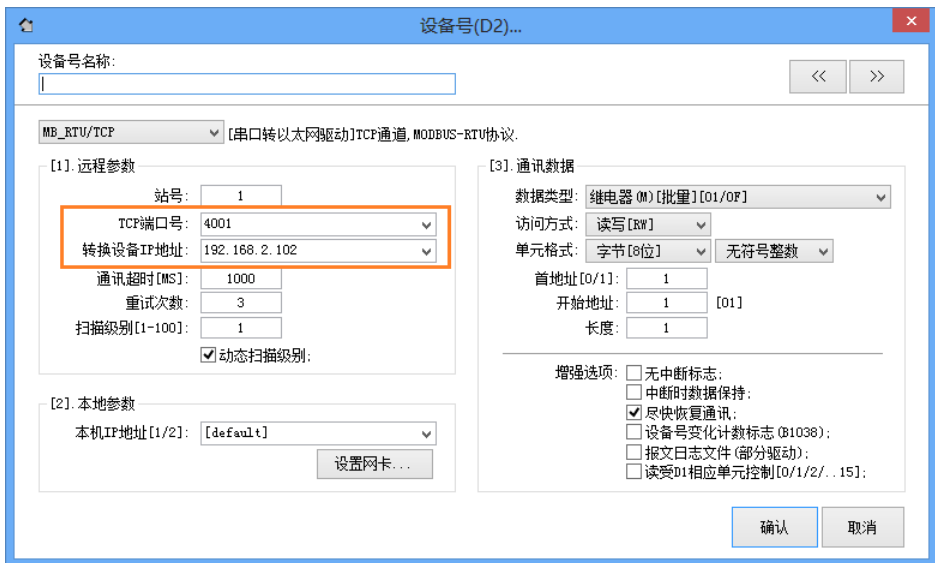 设备号(D2)...
设备号名称:
<< >>
MB_RTU/TCP [串口转以太网驱动]TCP通道,MODBUS-RTU协议.
[1].远程参数
站号: 1
TCP端口号: 4001
转换设备IP地址: 192.168.2.102
通讯超时[MS]: 1000
重试次数: 3
扫描级别[1-100]: 1
动态扫描级别;
[2].本地参数
本机IP地址[1/2]: [default]
设置网卡...
[3].通讯数据
数据类型: 继电器(M)[批量][01/0F]
访问方式: 读写[RW]
单元格式: 字节[8位] 无符号整数
首地址[0/1]: 1
开始地址: 1 [01]
长度: 1
增强选项: 无中断标志;
中断时数据保持;
尽快恢复通讯;
设备号变化计数标志(B1038);
报文日志文件(部分驱动);
读受D1相应单元控制[0/1/2/..15];
确认 取消